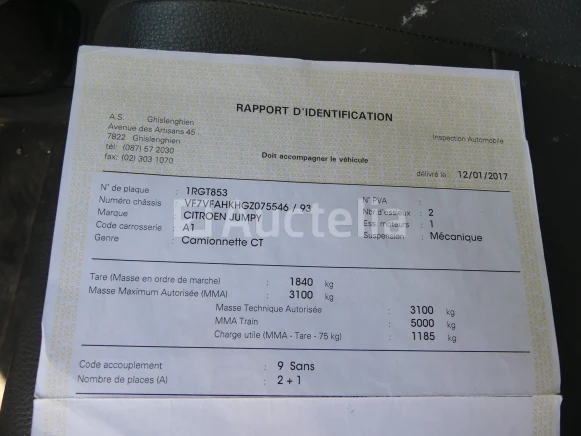 RAPPORT D'IDENTIFICATION
A.S. Ghislenghien
Avenue des Artisans 45 .
7822 Ghislenghien
tél: (087) 57 2030
fax: (02) 303 1070
Inspection Automobile
Doit accompagner le véhicule
délivré le 12/01/2017
N° de plaque : 1RGT853
Numéro châssis : VF7VFAHKHGZ075546 / 93
Marque : CITROEN JUMPY
Code carrosserie : A1
Genre : Camionnette CT
N° PVA :
Nbr d'essieux : 2
Ess. moteurs : 1
Suspension : Mécanique
Auctelia
Tare (Masse en ordre de marche) : 1840 kg
Masse Maximum Autorisée (MMA) : 3100 kg
Masse Technique Autorisée : 3100 kg
MMA Train : 5000 kg
Charge utile (MMA - Tare - 75 kg) : 1185 kg
Code accouplement : 9 Sans
Nombre de places (A) : 2 + 1